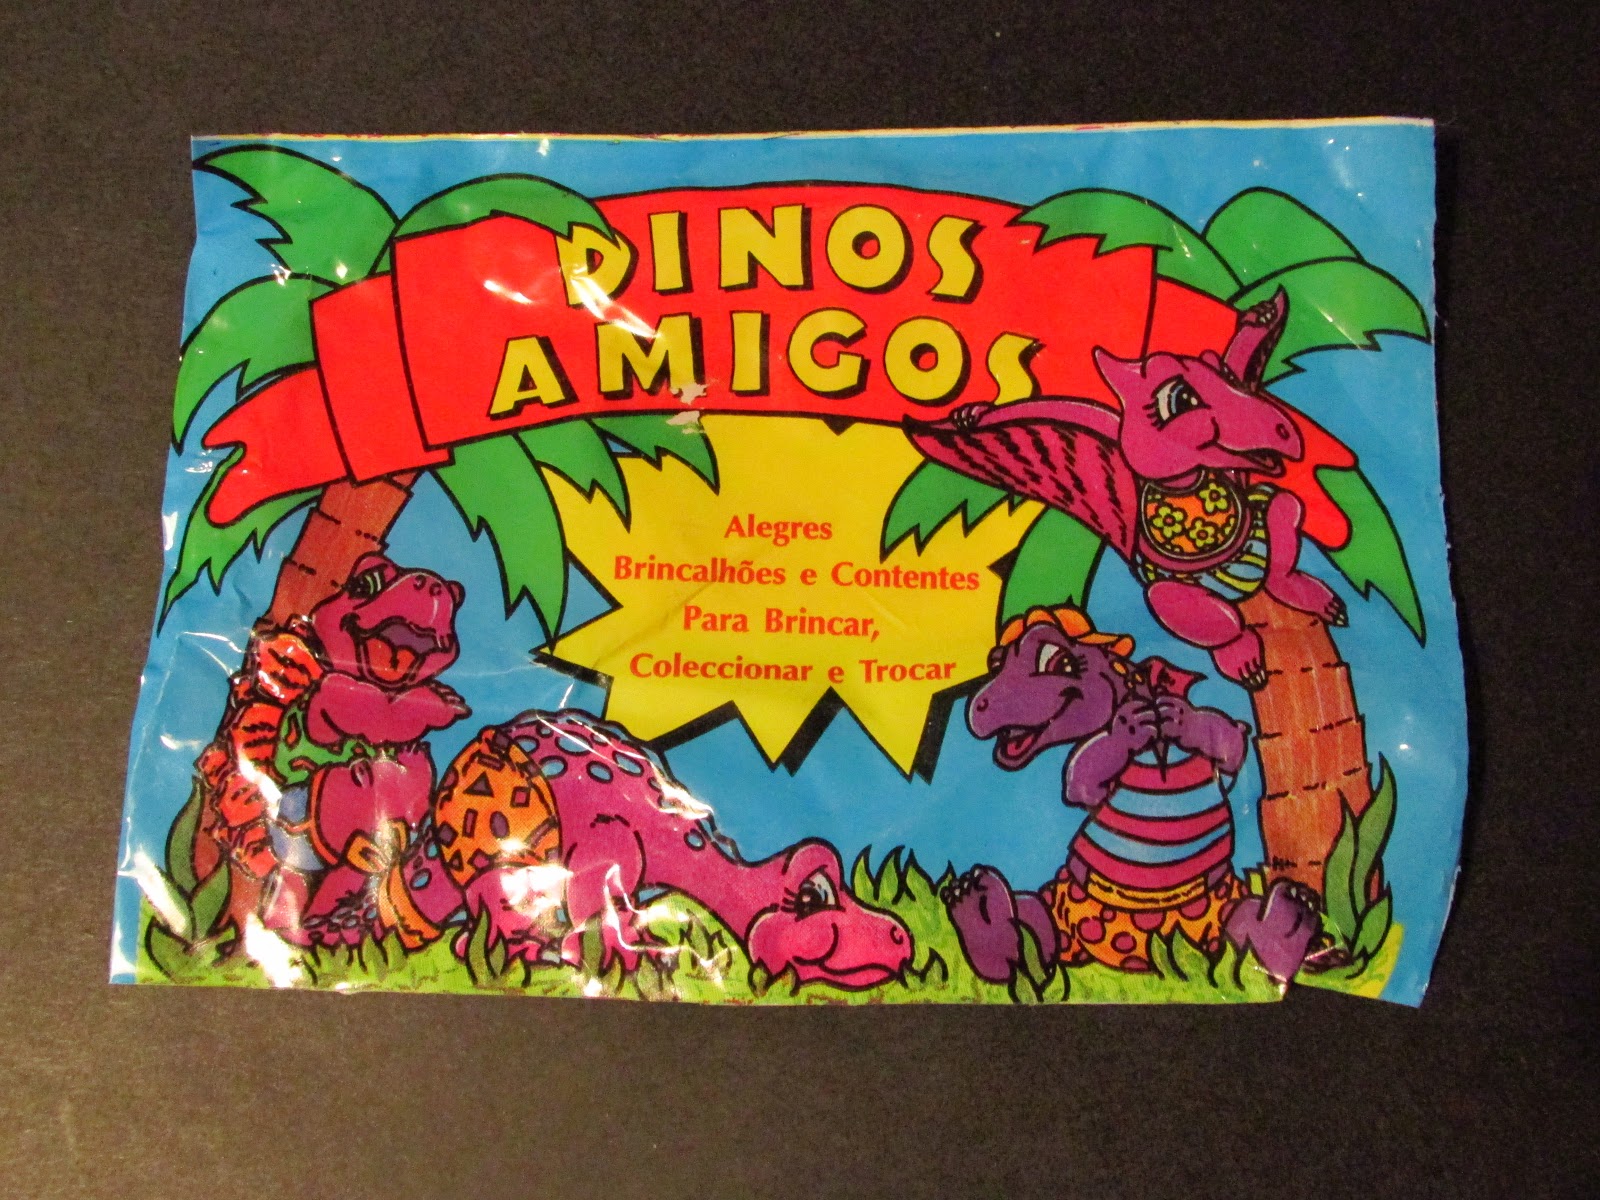 DINOS
AMIGOS
Alegres
Brincalhões e Contentes
Para Brincar,
Coleccionar e Trocar